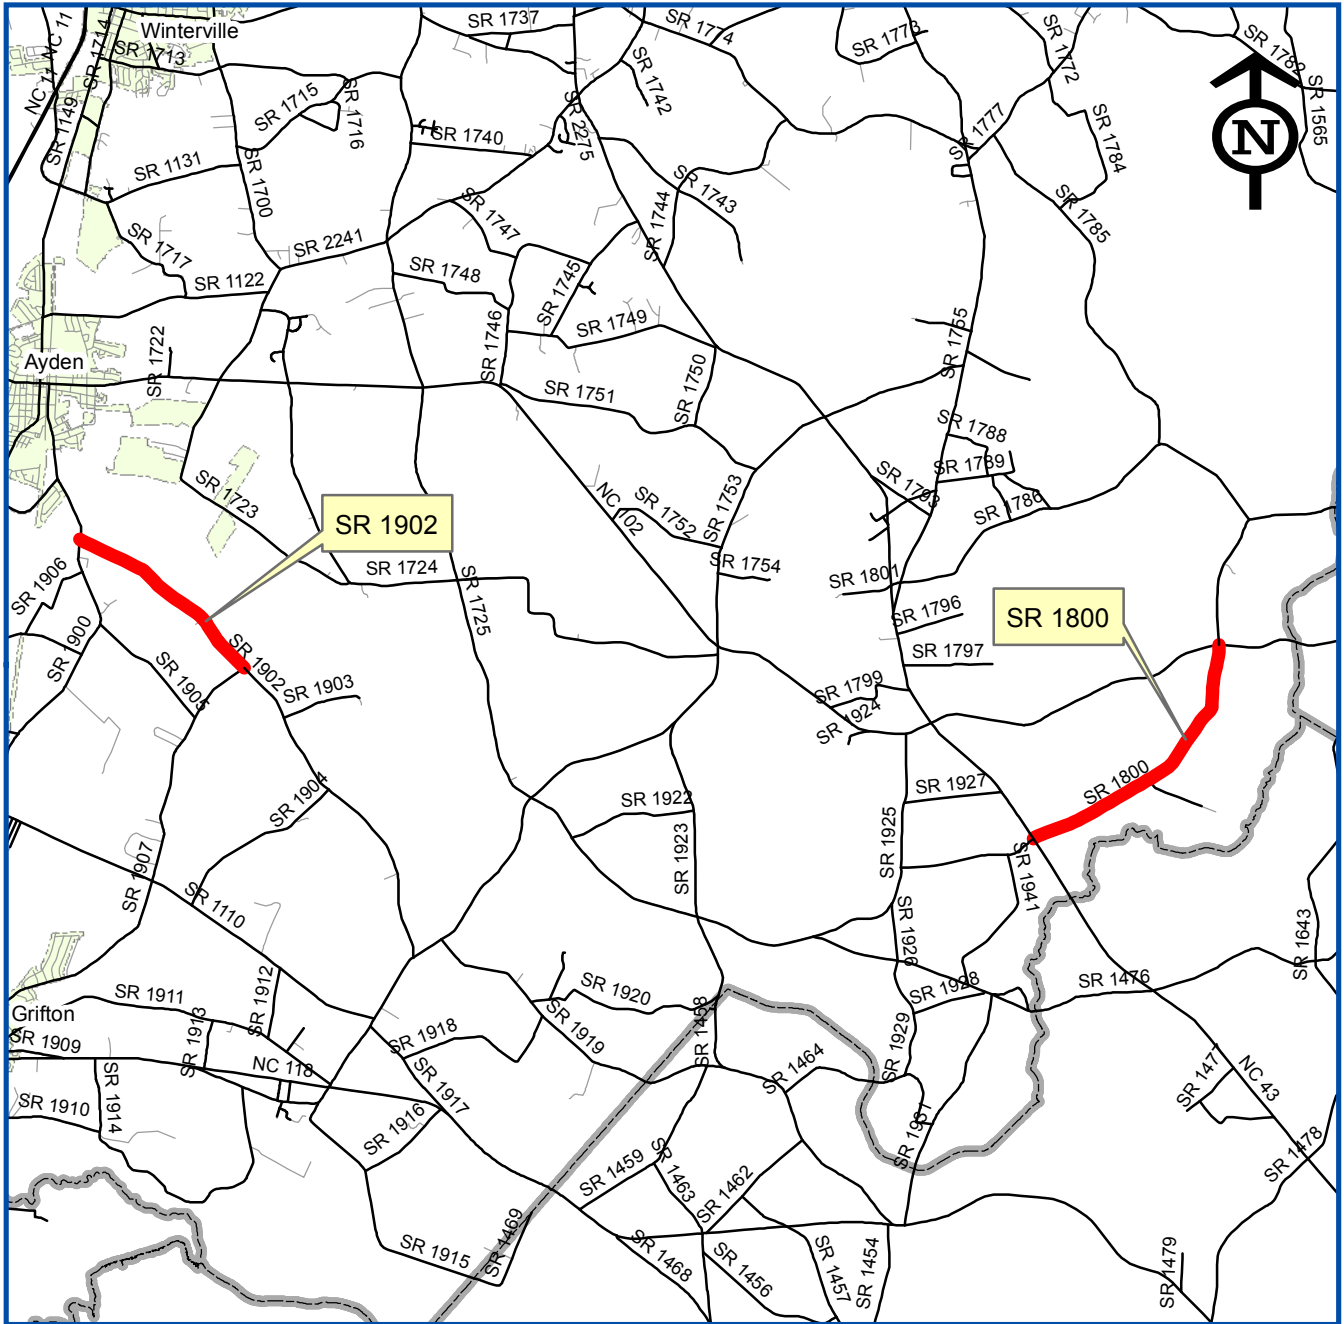 Winterville
NC 11
NC 11
SR 1714
SR 1713
SR 1149
SR 1737
SR 1774
SR 1773
SR 1772
SR 1782
SR 1565
SR 1715
SR 1716
SR 1742
SR 2275
SR 1740
SR 1777
SR 1784
N
SR 1131
SR 1700
SR 1743
SR 1744
SR 1785
SR 1717
SR 2241
SR 1747
SR 1122
SR 1748
SR 1745
SR 1746
SR 1749
SR 1755
Ayden
SR 1722
SR 1750
SR 1751
SR 1788
SR 1789
SR 1793
SR 1786
SR 1723
SR 1902
NC 102
SR 1752
SR 1753
SR 1754
SR 1906
SR 1724
SR 1725
SR 1801
SR 1796
SR 1800
SR 1797
SR 1900
SR 1905
SR 1902
SR 1903
SR 1799
SR 1924
SR 1904
SR 1922
SR 1923
SR 1927
SR 1925
SR 1800
SR 1941
SR 1907
SR 1110
SR 1926
SR 1643
SR 1911
SR 1912
SR 1920
SR 1928
SR 1476
Grifton
SR 1909
SR 1913
SR 1918
SR 1919
SR 1458
SR 1929
NC 118
SR 1917
SR 1464
SR 1477
NC 43
SR 1910
SR 1914
SR 1916
SR 1931
SR 1478
SR 1459
SR 1463
SR 1462
SR 1915
SR 1469
SR 1468
SR 1456
SR 1457
SR 1454
SR 1479